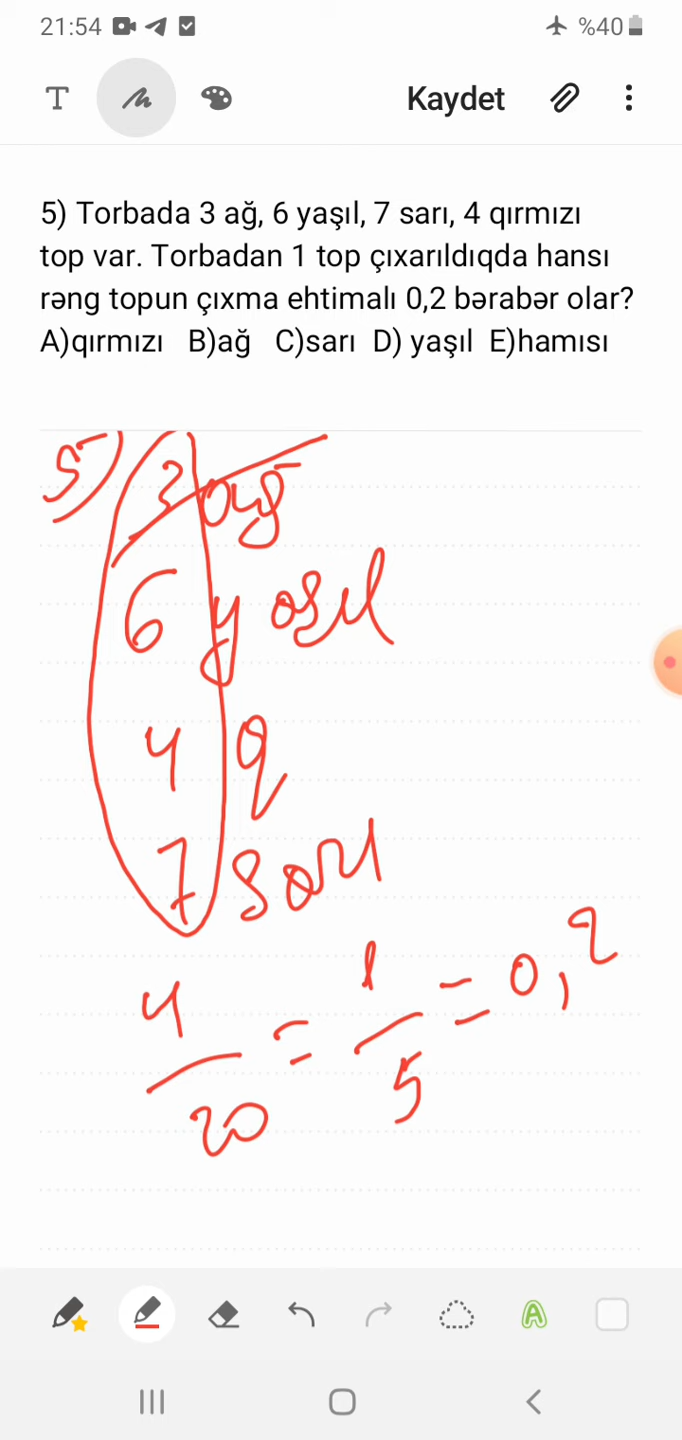 21:54 %40
T Kaydet
5) Torbada 3 ağ, 6 yaşıl, 7 sarı, 4 qırmızı
top var. Torbadan 1 top çıxarıldıqda hansı
rəng topun çıxma ehtimalı 0,2 bərabər olar?
A)qırmızı B)ağ C)sarı D) yaşıl E)hamısı
5) 3 ağ
6 yaşıl
4 q
7 sarı
4/20 = 1/5 = 0,2
A